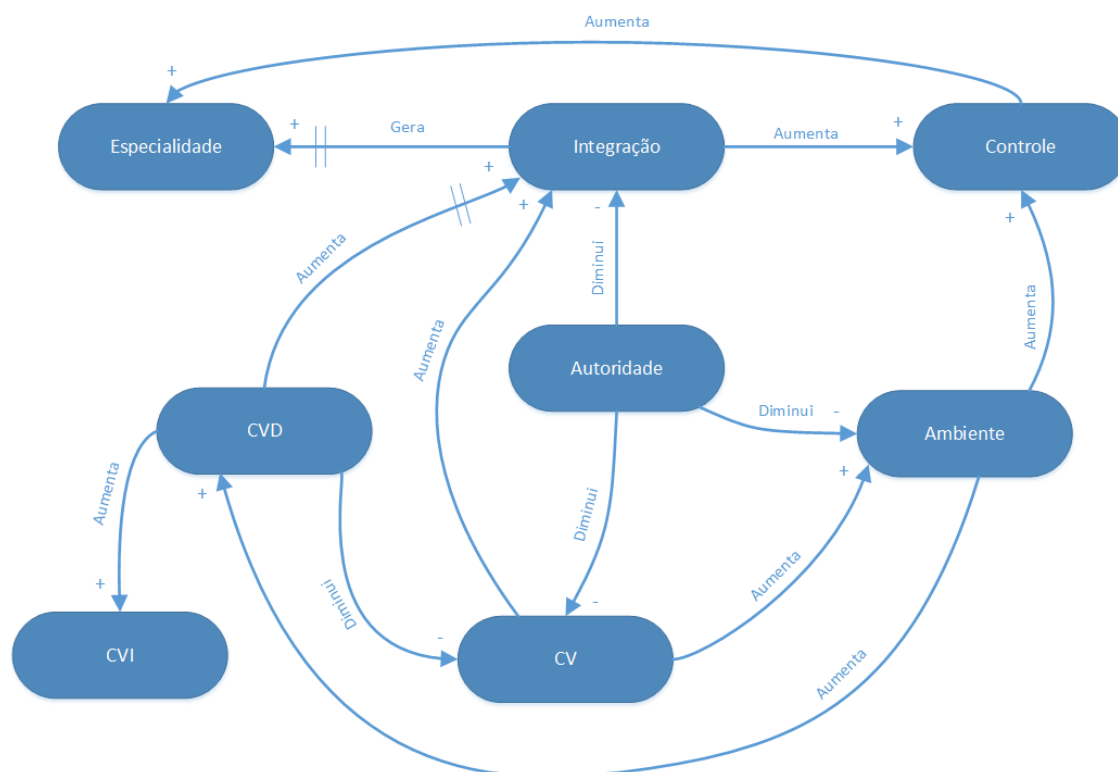 Aumenta
+
Especialidade
+
Gera
Integração
Aumenta
+
Controle
+
+
-
+
Aumenta
Diminui
Aumenta
Aumenta
Autoridade
Diminui -
CVD
Ambiente
+
+
Aumenta
Diminui
+
Diminui
Aumenta
-
-
CVI
CV
Aumenta